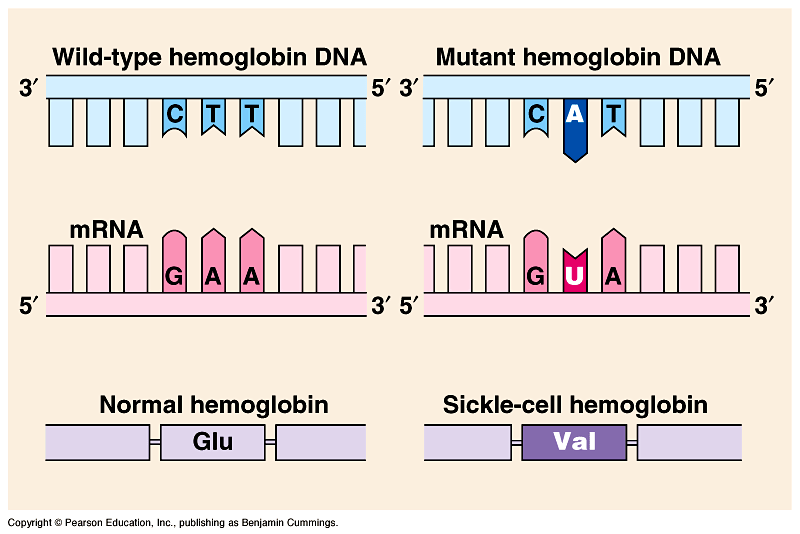 Wild-type hemoglobin DNA
3′ 5′
C T T
mRNA
G A A
5′ 3′
Normal hemoglobin
Glu
Mutant hemoglobin DNA
3′ 5′
C A T
mRNA
G U A
5′ 3′
Sickle-cell hemoglobin
Val
Copyright © Pearson Education, Inc., publishing as Benjamin Cummings.